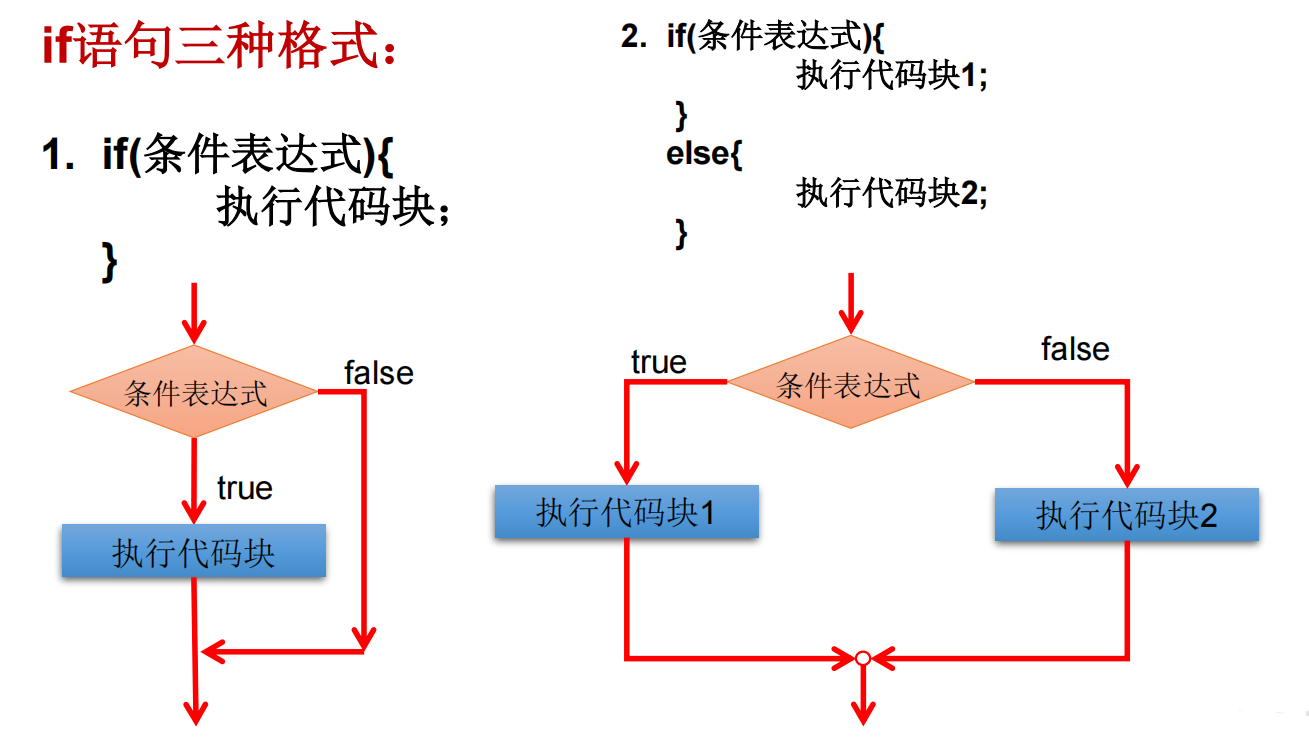 if语句三种格式：
1. if(条件表达式){
执行代码块；
}
条件表达式
false
true
执行代码块
2. if(条件表达式){
执行代码块1;
}
else{
执行代码块2;
}
true
条件表达式
false
执行代码块1
执行代码块2